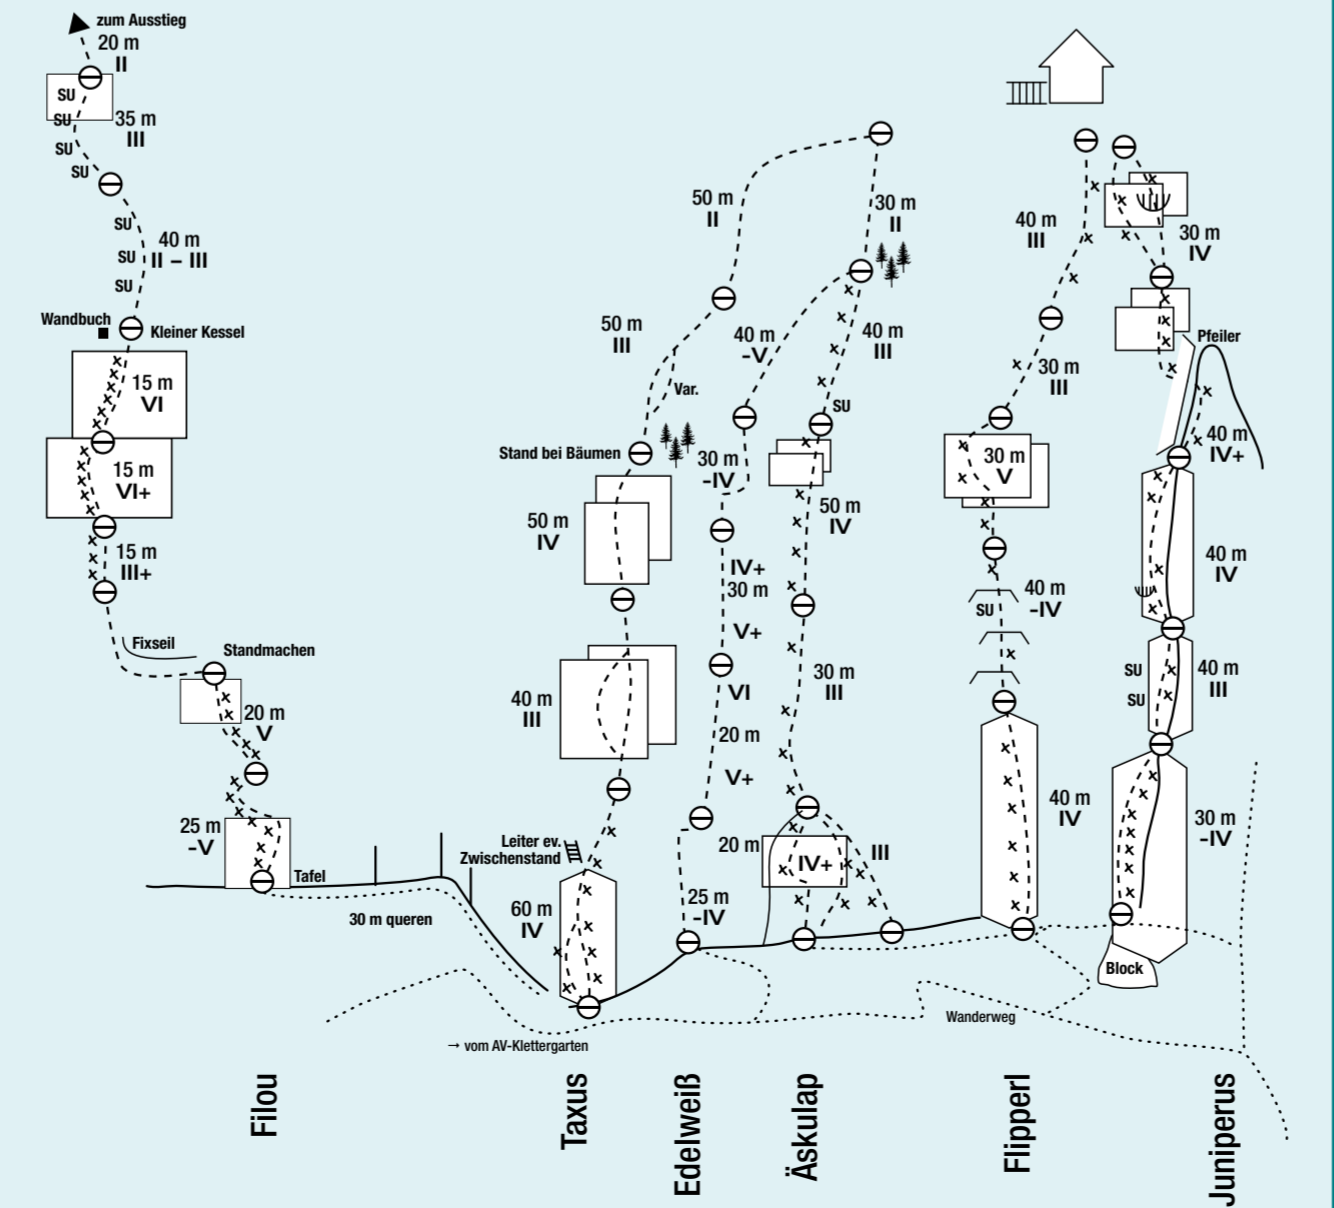 zum Ausstieg
20 m
II
SU
SU
35 m
III
SU
SU
SU
SU
40 m
II – III
SU
Wandbuch
Kleiner Kessel
15 m
VI
15 m
VI+
15 m
III+
Fixseil
Standmachen
20 m
V
25 m
-V
Tafel
30 m queren
50 m
II
30 m
II
50 m
III
40 m
-V
40 m
III
Var.
SU
Stand bei Bäumen
30 m
-IV
50 m
IV
50 m
IV
IV+
30 m
V+
40 m
III
VI
30 m
III
20 m
V+
Leiter ev.
Zwischenstand
20 m
IV+
III
60 m
IV
25 m
-IV
40 m
III
30 m
IV
30 m
III
Pfeiler
30 m
V
40 m
IV+
40 m
-IV
SU
40 m
IV
SU
SU
40 m
III
40 m
IV
30 m
-IV
Block
Wanderweg
→ vom AV-Klettergarten
Filou
Taxus
Edelweiß
Äskulap
Flipperl
Juniperus